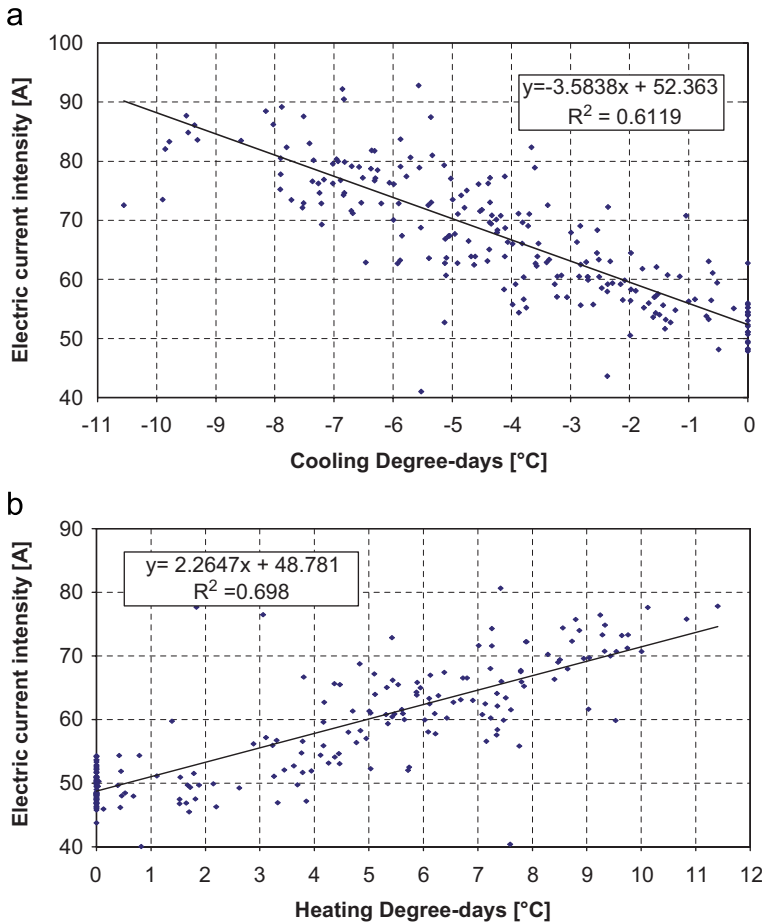 a
100
90
80
70
60
50
40
Electric current intensity [A]
y=-3.5838x + 52.363
R2 = 0.6119
-11 -10 -9 -8 -7 -6 -5 -4 -3 -2 -1 0
Cooling Degree-days [°C]
b
90
80
70
60
50
40
Electric current intensity [A]
y= 2.2647x + 48.781
R2 =0.698
0 1 2 3 4 5 6 7 8 9 10 11 12
Heating Degree-days [°C]